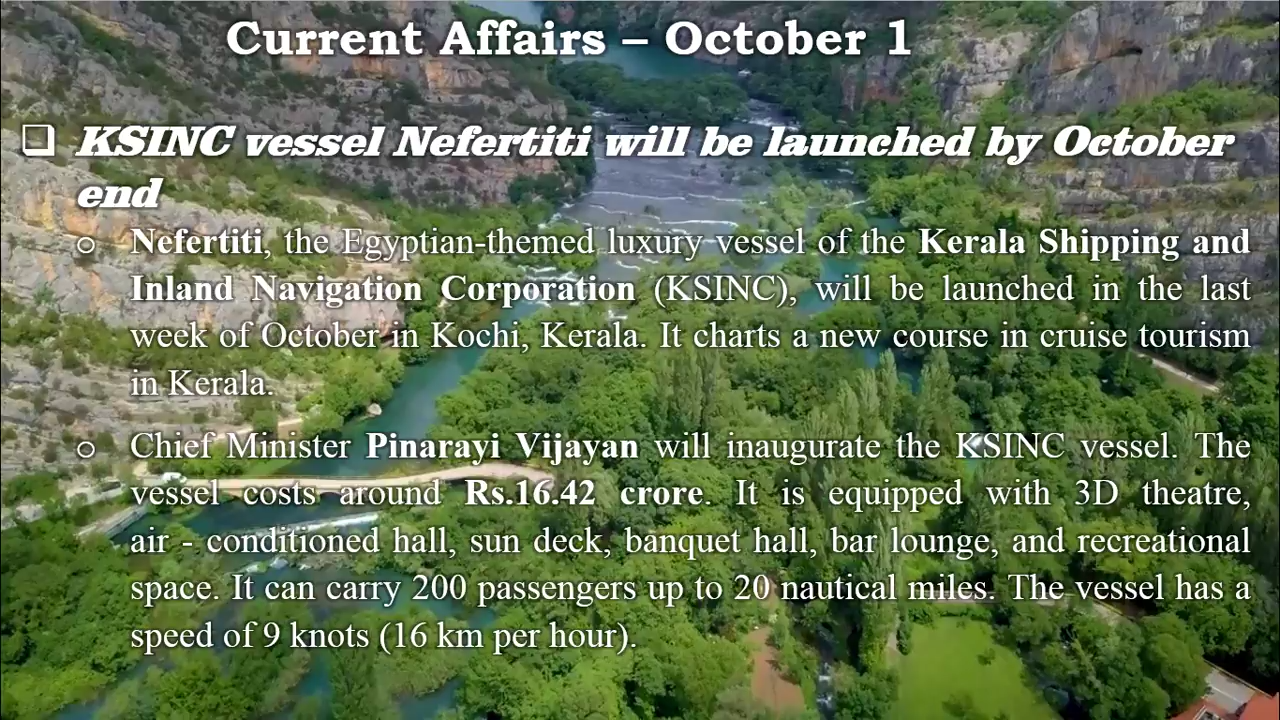 Current Affairs – October 1
KSINC vessel Nefertiti will be launched by October
end
Nefertiti, the Egyptian-themed luxury vessel of the Kerala Shipping and
Inland Navigation Corporation (KSINC), will be launched in the last
week of October in Kochi, Kerala. It charts a new course in cruise tourism
in Kerala.
Chief Minister Pinarayi Vijayan will inaugurate the KSINC vessel. The
vessel costs around Rs.16.42 crore. It is equipped with 3D theatre,
air - conditioned hall, sun deck, banquet hall, bar lounge, and recreational
space. It can carry 200 passengers up to 20 nautical miles. The vessel has a
speed of 9 knots (16 km per hour).